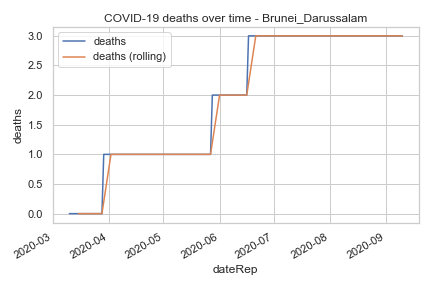 COVID-19 deaths over time - Brunei_Darussalam
deaths
deaths (rolling)
3.0
2.5
2.0
1.5
1.0
0.5
0.0
deaths
2020-03
2020-04
2020-05
2020-06
2020-07
2020-08
2020-09
dateRep